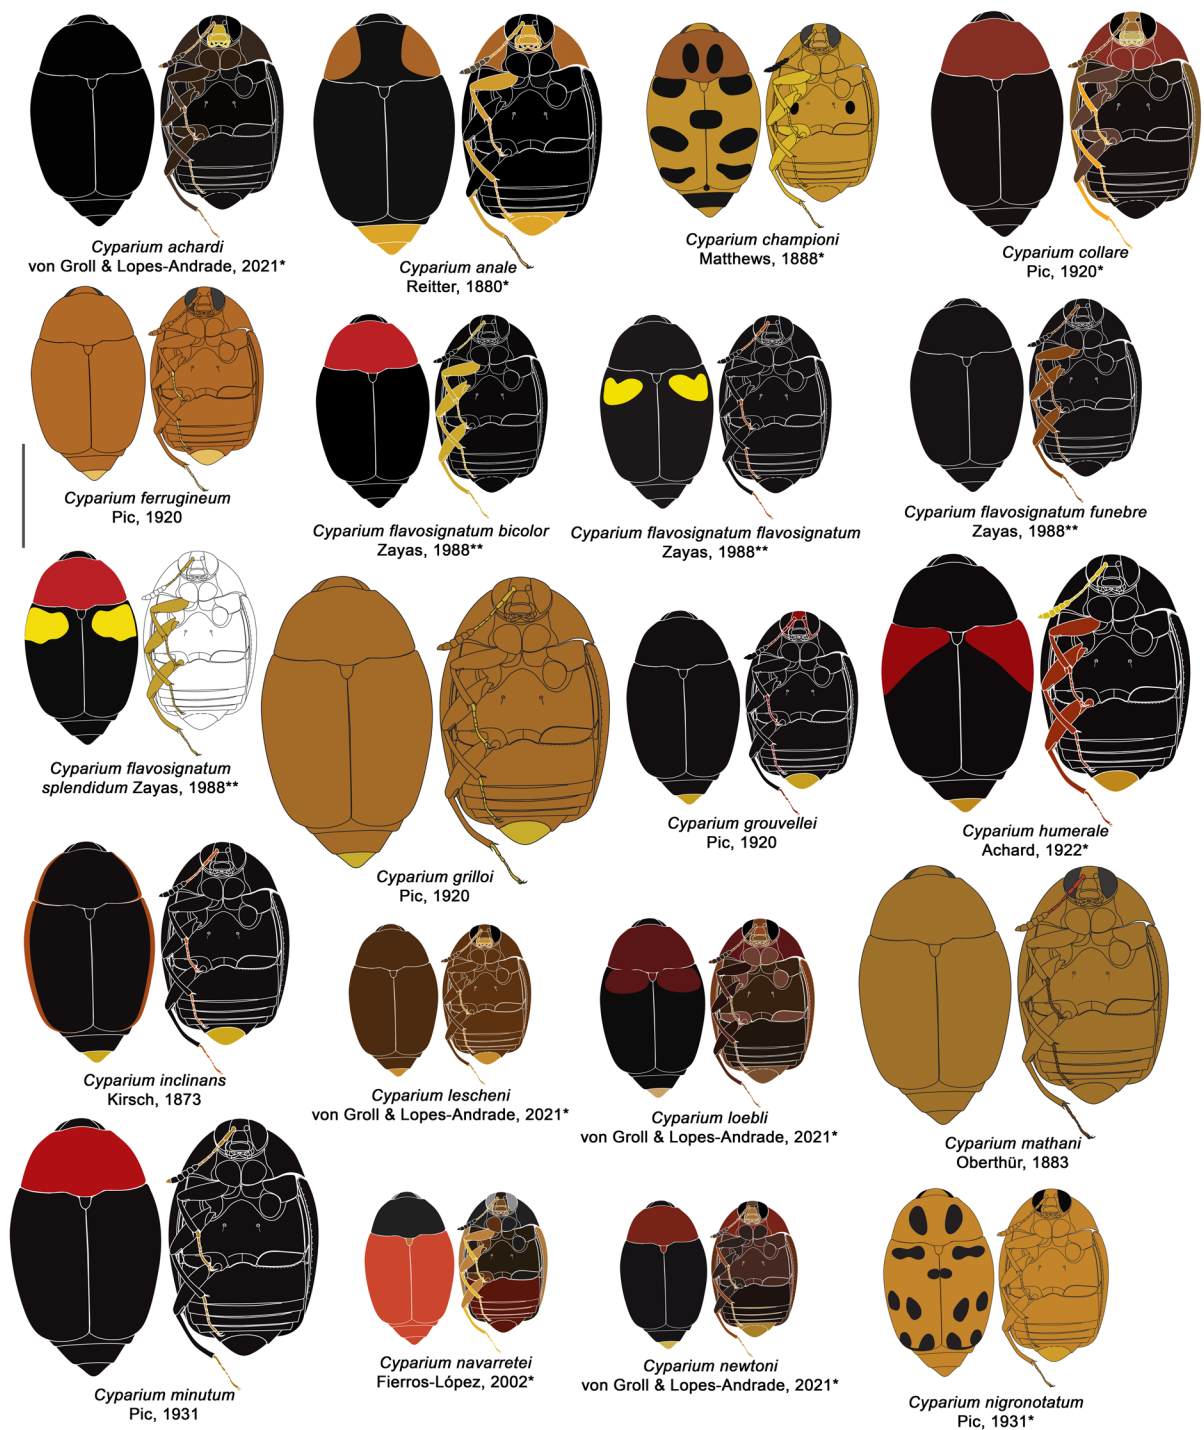 Cyparium achardi
von Groll & Lopes-Andrade, 2021*
Cyparium anale
Reitter, 1880*
Cyparium championi
Matthews, 1888*
Cyparium collare
Pic, 1920*
Cyparium ferrugineum
Pic, 1920
Cyparium flavosignatum bicolor
Zayas, 1988**
Cyparium flavosignatum flavosignatum
Zayas, 1988**
Cyparium flavosignatum funebre
Zayas, 1988**
Cyparium flavosignatum
splendidum Zayas, 1988**
Cyparium grilloi
Pic, 1920
Cyparium grouvellei
Pic, 1920
Cyparium humerale
Achard, 1922*
Cyparium inclinans
Kirsch, 1873
Cyparium lescheni
von Groll & Lopes-Andrade, 2021*
Cyparium loebli
von Groll & Lopes-Andrade, 2021*
Cyparium mathani
Oberthür, 1883
Cyparium minutum
Pic, 1931
Cyparium navarretei
Fierros-López, 2002*
Cyparium newtoni
von Groll & Lopes-Andrade, 2021*
Cyparium nigronotatum
Pic, 1931*